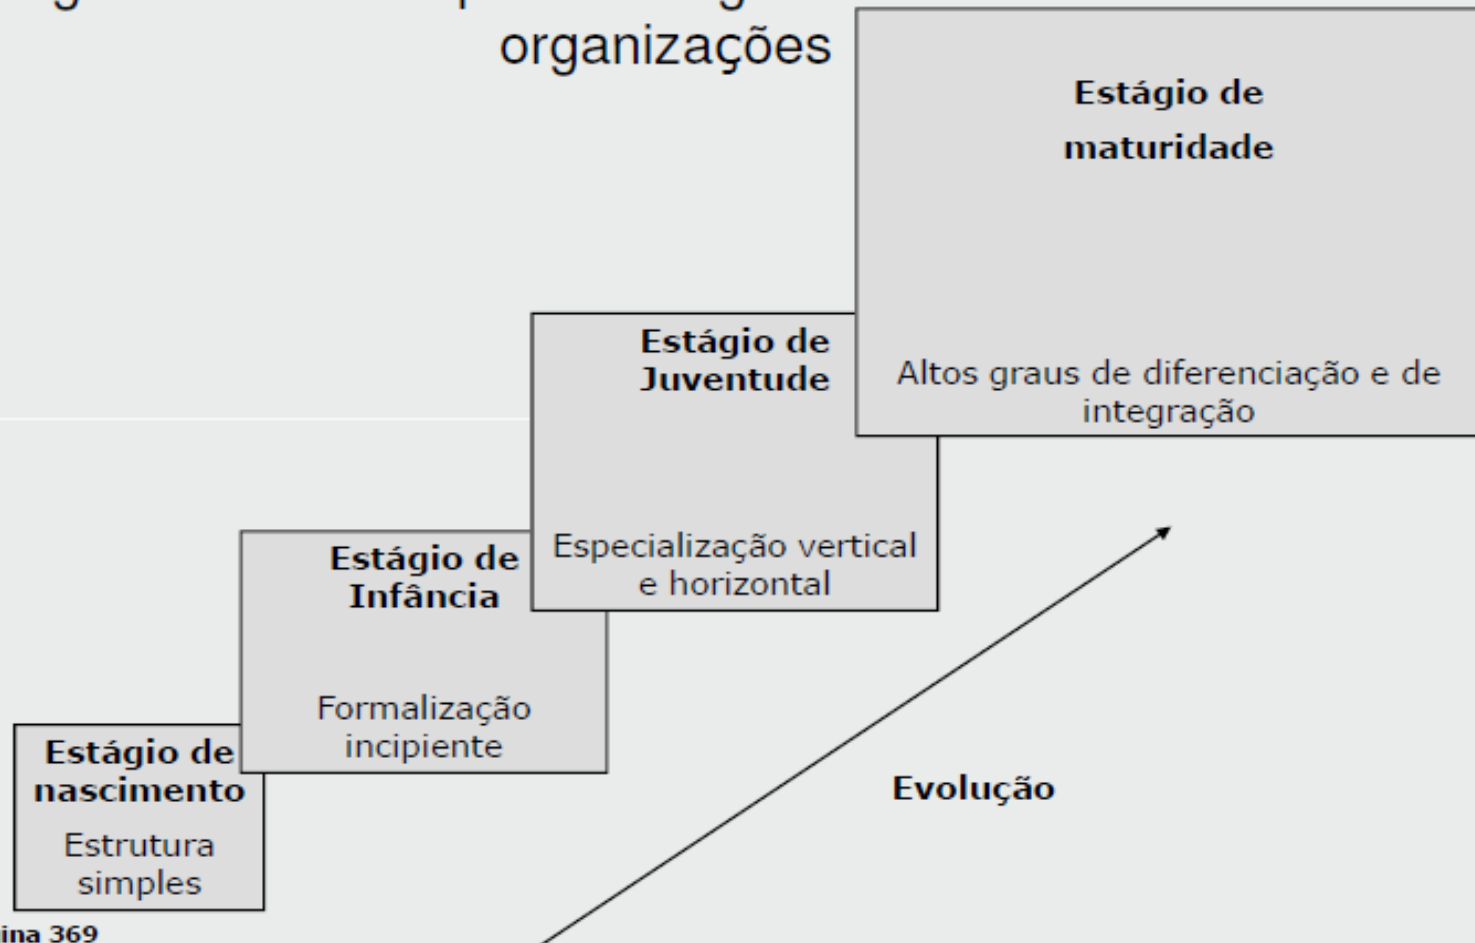 organizações
Estágio de
maturidade
Altos graus de diferenciação e de
integração
Estágio de
Juventude
Especialização vertical
e horizontal
Estágio de
Infância
Formalização
incipiente
Estágio de
nascimento
Estrutura
simples
Evolução
369